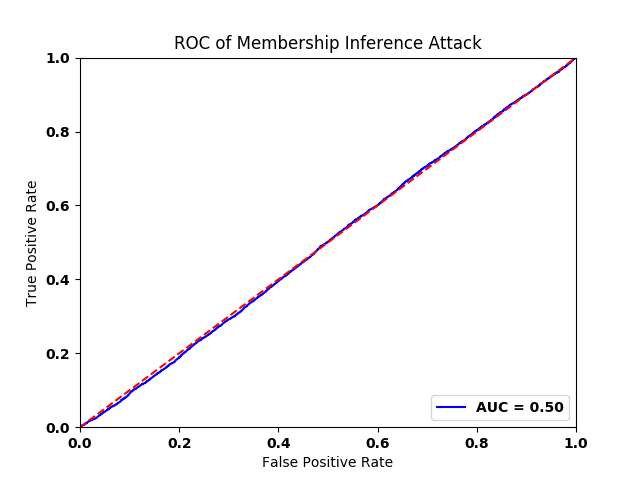 ROC of Membership Inference Attack
1.0
0.8
0.6
0.4
0.2
0.0
True Positive Rate
AUC = 0.50
0.0 0.2 0.4 0.6 0.8 1.0
False Positive Rate